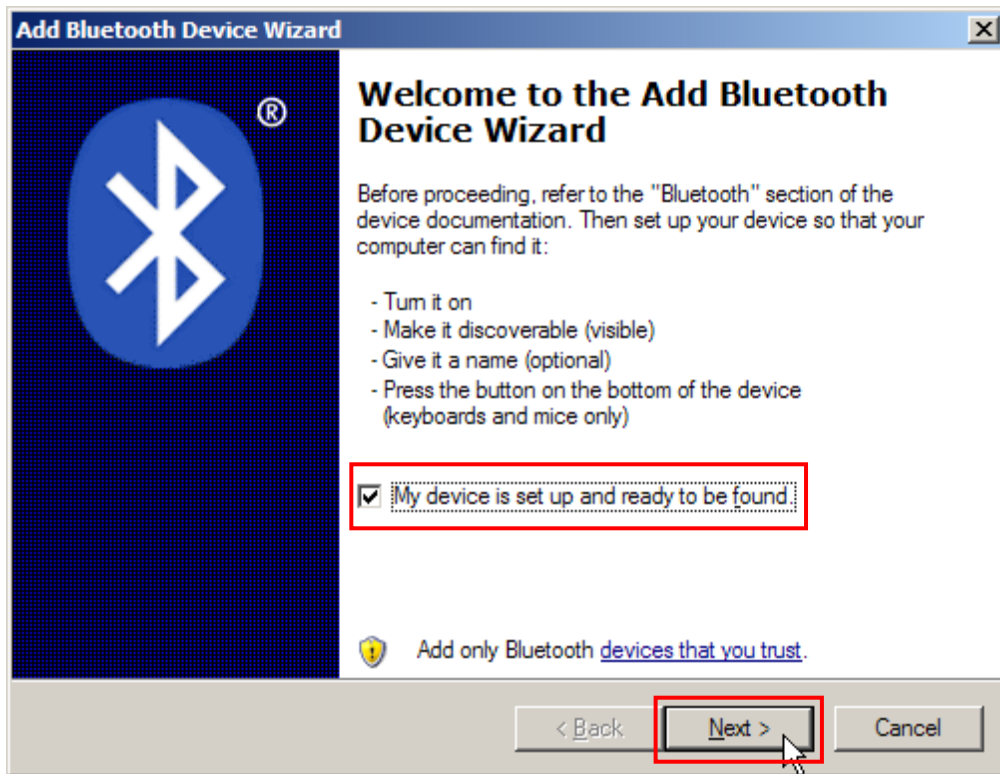 Add Bluetooth Device Wizard
®
Welcome to the Add Bluetooth
Device Wizard
Before proceeding, refer to the "Bluetooth" section of the
device documentation. Then set up your device so that your
computer can find it:
- Turn it on
- Make it discoverable (visible)
- Give it a name (optional)
- Press the button on the bottom of the device
(keyboards and mice only)
My device is set up and ready to be found.
Add only Bluetooth devices that you trust.
< Back Next > Cancel